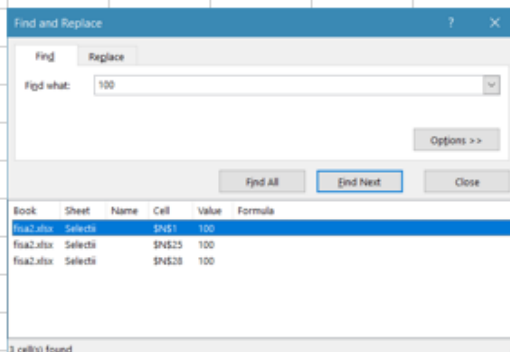 Find and Replace ? ×
Find Replace
Find what: 100
Options >>
Find All Find Next Close
Book Sheet Name Cell Value Formula
fisa2.xlsx Selectii $N$1 100
fisa2.xlsx Selectii $N$25 100
fisa2.xlsx Selectii $N$28 100
3 cell(s) found